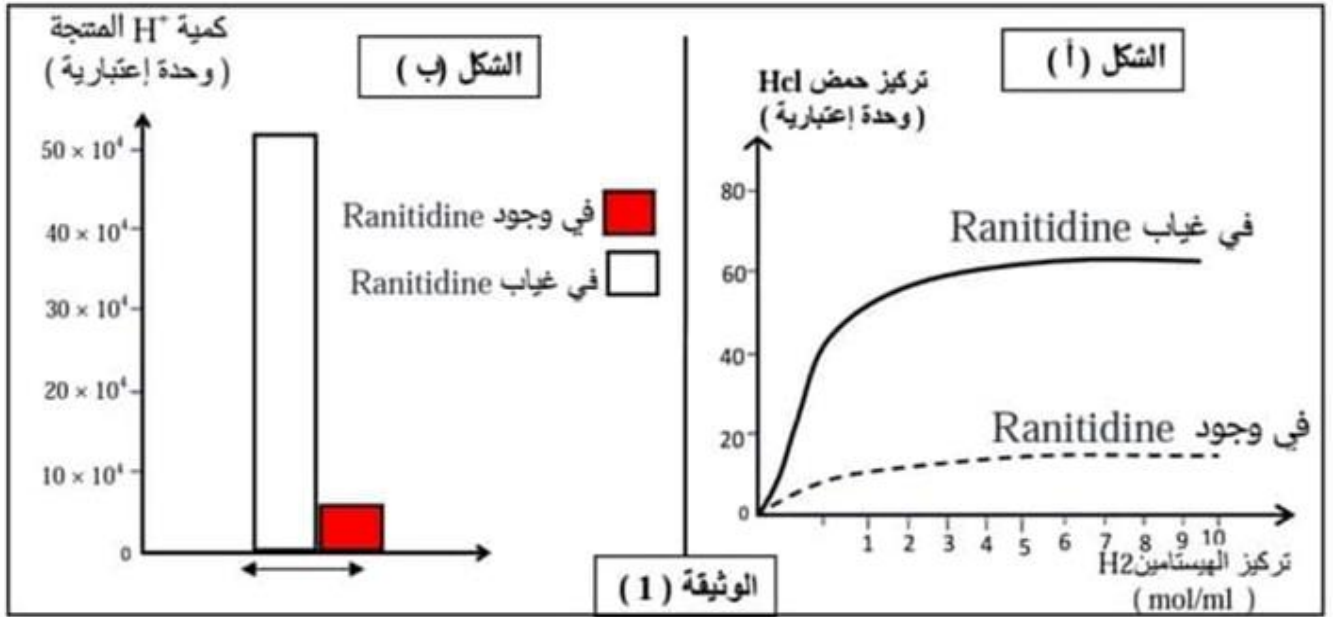 الشكل (أ)
تركيز حمض Hcl
(وحدة إعتبارية)
80
60
40
20
0
في غياب Ranitidine
في وجود Ranitidine
1 2 3 4 5 6 7 8 9 10
تركيز الهيستامين H2
( mol/ml )
الشكل (ب)
كمية H⁺ المنتجة
(وحدة إعتبارية)
50 × 10⁴
40 × 10⁴
30 × 10⁴
20 × 10⁴
10 × 10⁴
0
في وجود Ranitidine
في غياب Ranitidine
الوثيقة (1)